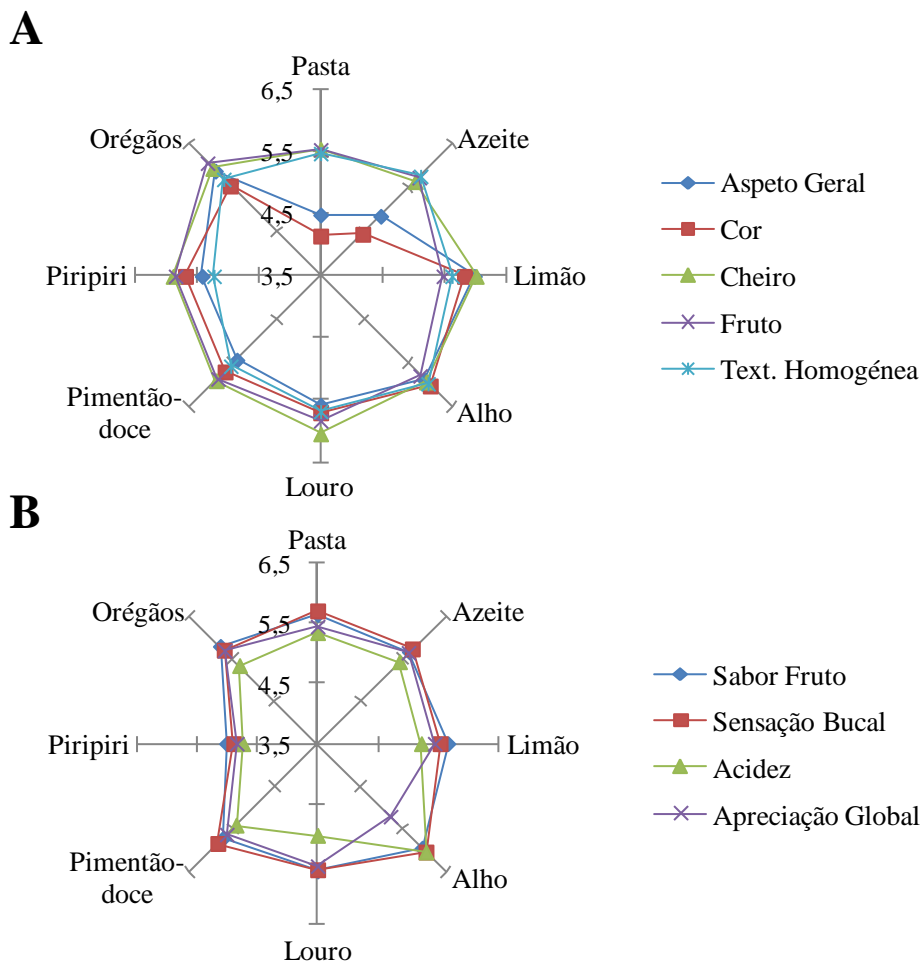 A
Pasta
6,5
Orégãos
Azeite
5,5
4,5
Piripiri
3,5
Limão
Pimentão-
doce
Alho
Louro
Aspeto Geral
Cor
Cheiro
Fruto
Text. Homogénea
B
Pasta
6,5
Orégãos
Azeite
5,5
4,5
Piripiri
3,5
Limão
Pimentão-
doce
Alho
Louro
Sabor Fruto
Sensação Bucal
Acidez
Apreciação Global